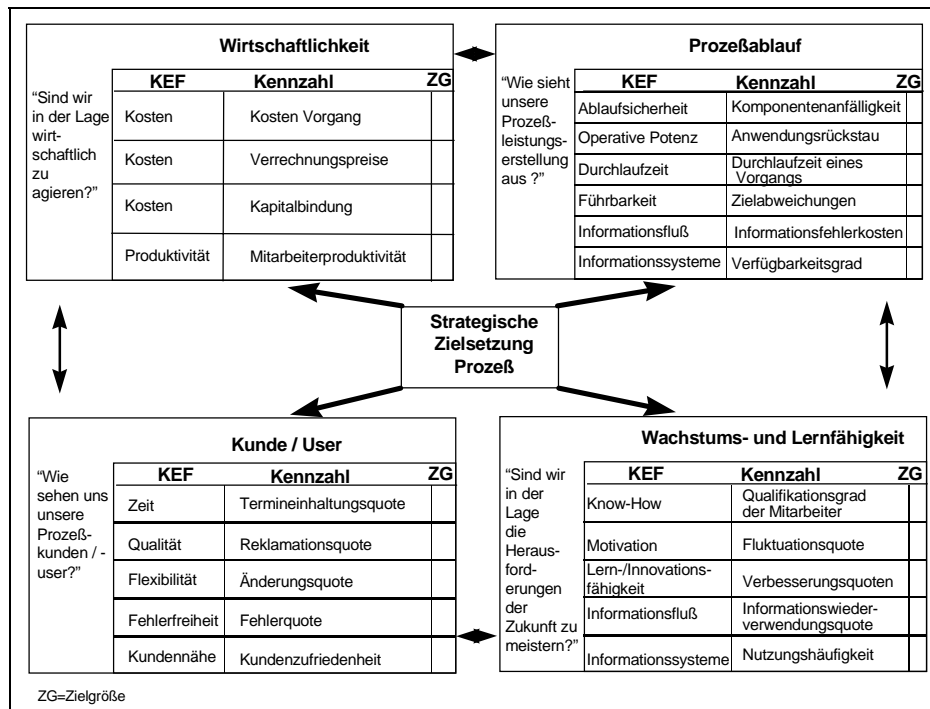 Wirtschaftlichkeit
“Sind wir
in der Lage
wirt-
schaftlich
zu
agieren?”
KEF Kennzahl ZG
Kosten Kosten Vorgang
Kosten Verrechnungspreise
Kosten Kapitalbindung
Produktivität Mitarbeiterproduktivität
Prozeßablauf
“Wie sieht
unsere
Prozeß-
leistungs-
erstellung
aus ?”
KEF Kennzahl ZG
Ablaufsicherheit Komponentenanfälligkeit
Operative Potenz Anwendungsrückstau
Durchlaufzeit Durchlaufzeit eines
Vorgangs
Führbarkeit Zielabweichungen
Informationsfluß Informationsfehlerkosten
Informationssysteme Verfügbarkeitsgrad
Strategische
Zielsetzung
Prozeß
Kunde / User
“Wie
sehen uns
unsere
Prozeß-
kunden / -
user?”
KEF Kennzahl ZG
Zeit Termineinhaltungsquote
Qualität Reklamationsquote
Flexibilität Änderungsquote
Fehlerfreiheit Fehlerquote
Kundennähe Kundenzufriedenheit
Wachstums- und Lernfähigkeit
“Sind wir
in der
Lage
die
Heraus-
ford-
erungen
der
Zukunft zu
meistern?”
KEF Kennzahl ZG
Know-How Qualifikationsgrad
der Mitarbeiter
Motivation Fluktuationsquote
Lern-/Innovations-
fähigkeit Verbesserungsquoten
Informationsfluß Informationswieder-
verwendungsquote
Informationssysteme Nutzungshäufigkeit
ZG=Zielgröße